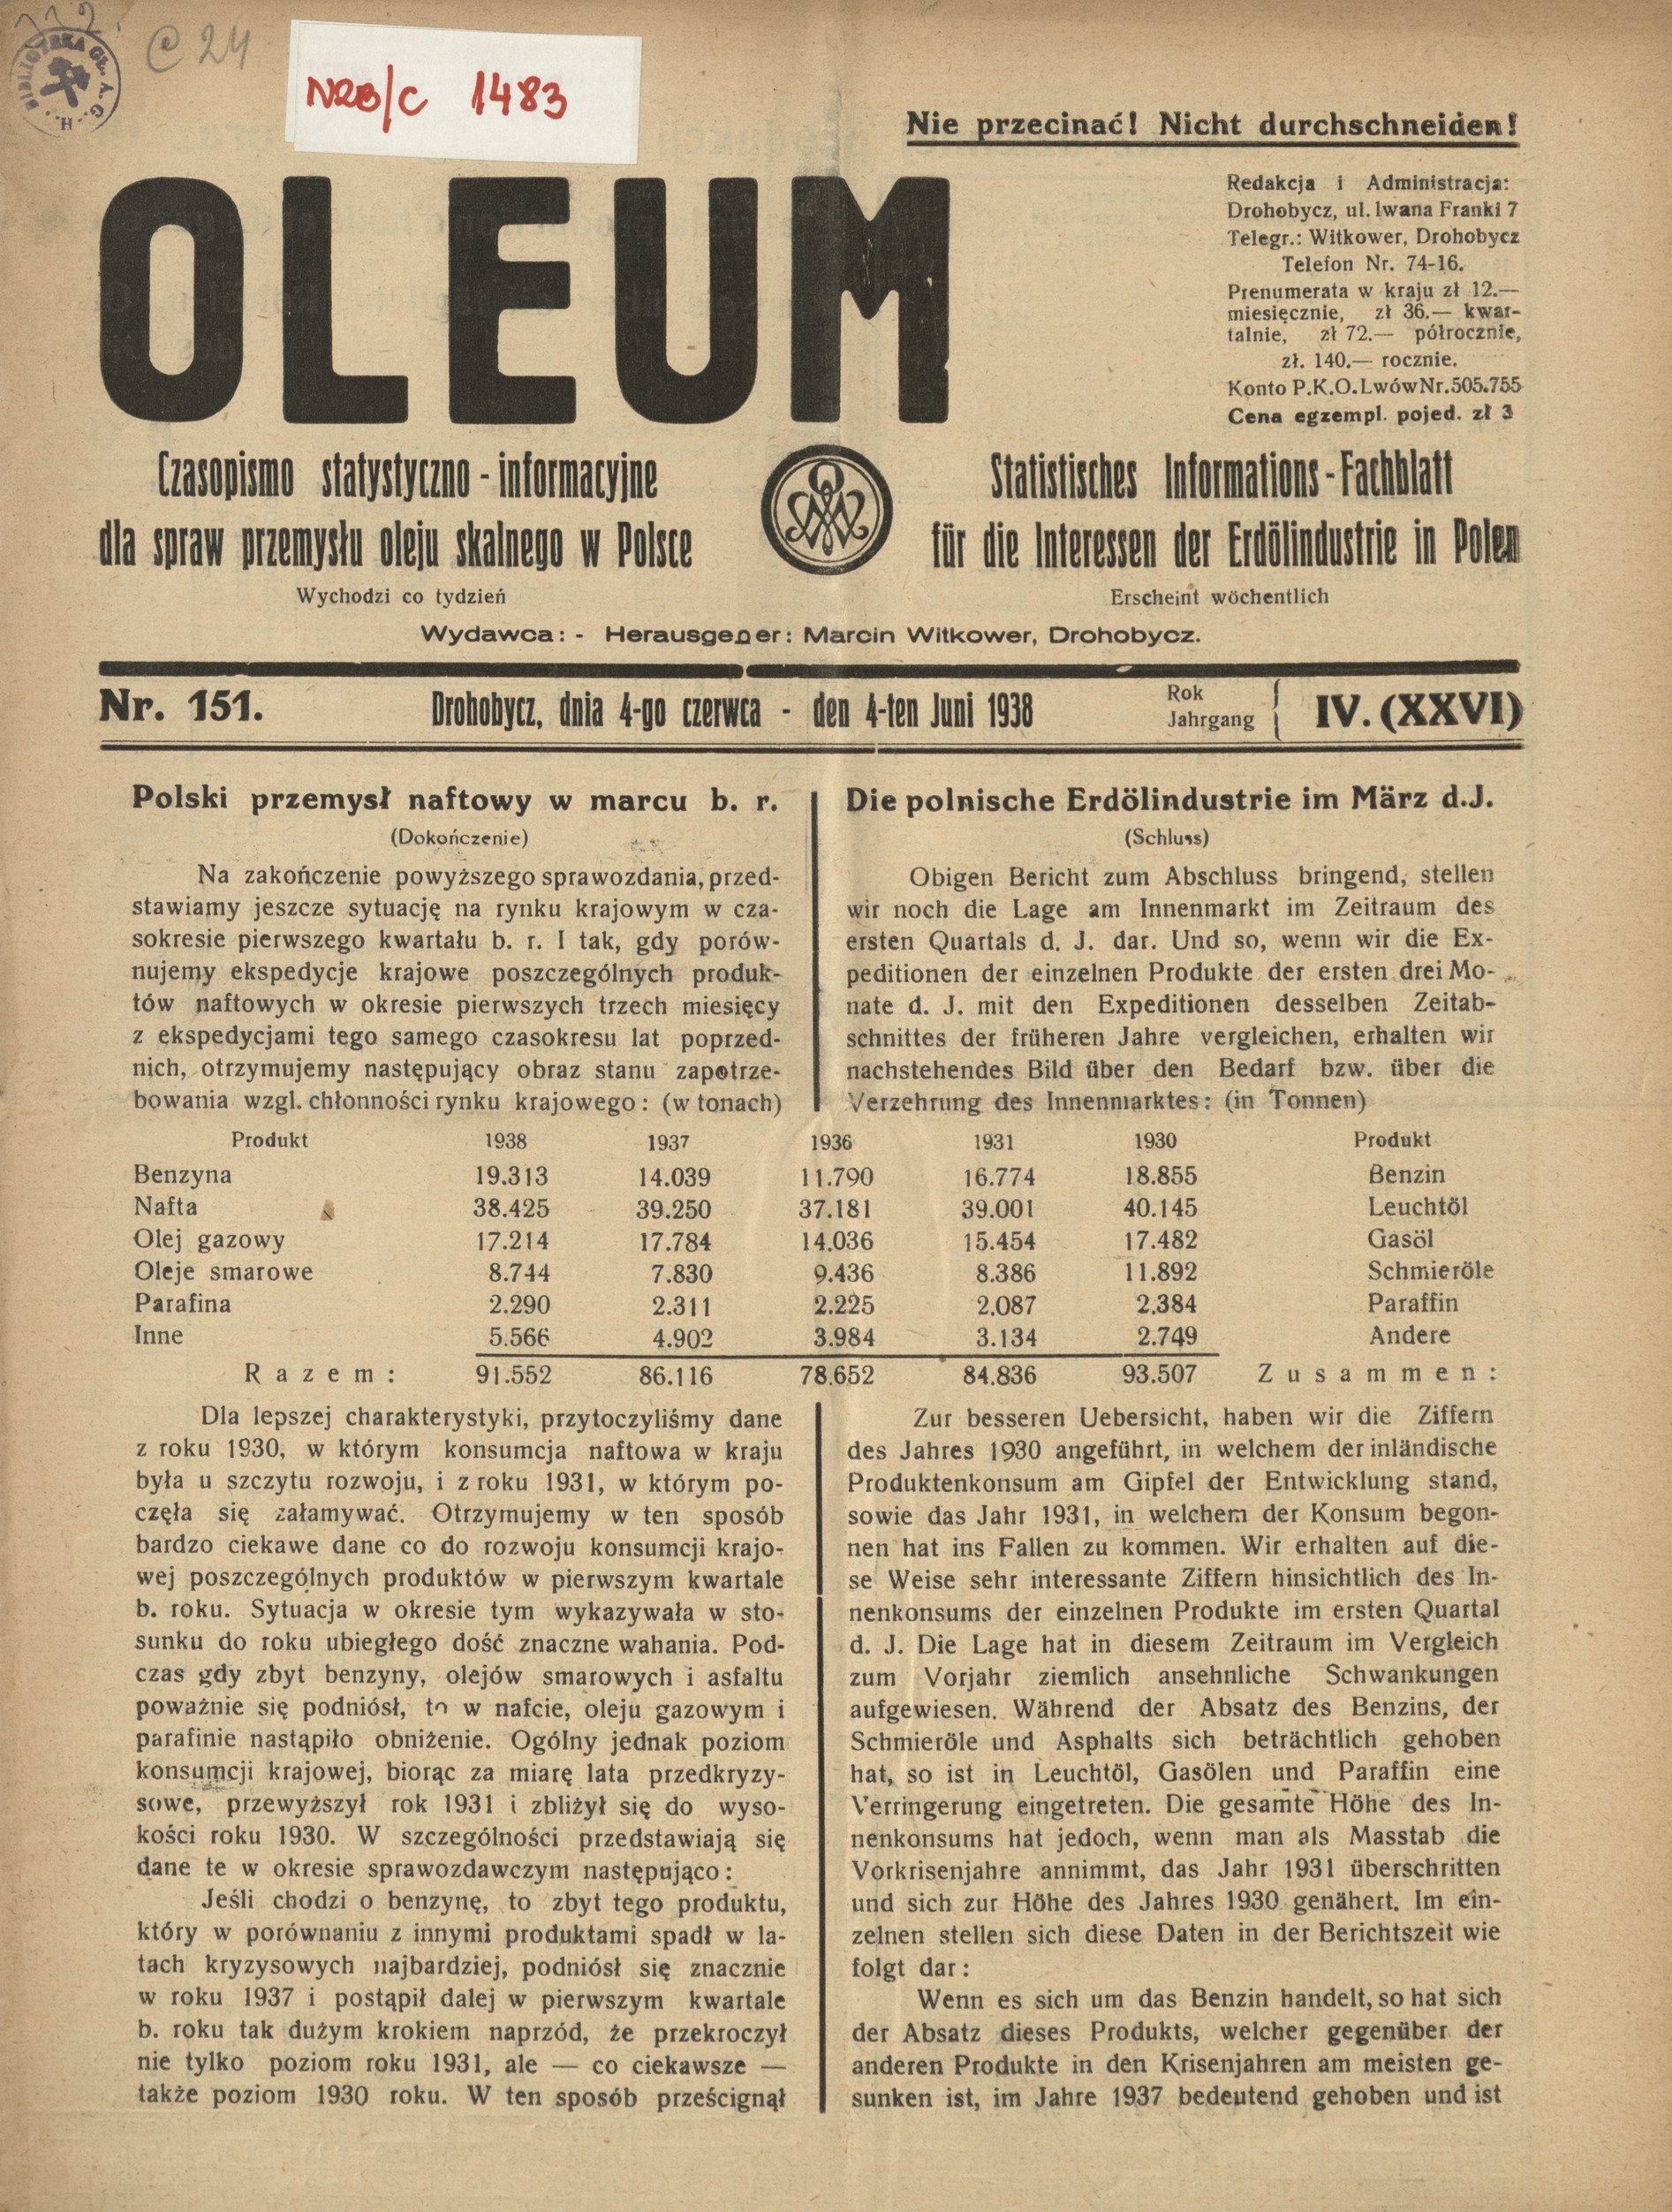 C 24
NRB/C 1483
Nie przecinać! Nicht durchschneiden!
OLEUM
Redakcja i Administracja:
Drohobycz, ul. Iwana Franki 7
Telegr.: Witkower, Drohobycz
Telefon Nr. 74-16.
Prenumerata w kraju zł 12.—
miesięcznie, zł 36.— kwar-
talnie, zł 72.— półrocznie,
zł. 140.— rocznie.
Konto P.K.O. Lwów Nr. 505.755
Cena egzempl. pojed. zł 3
Czasopismo statystyczno - informacyjne
dla spraw przemysłu oleju skalnego w Polsce
Wychodzi co tydzień
Statistisches Informations - Fachblatt
für die Interessen der Erdölindustrie in Polen
Erscheint wöchentlich
Wydawca: - Herausgeber: Marcin Witkower, Drohobycz.
Nr. 151. Drohobycz, dnia 4-go czerwca - den 4-ten Juni 1938 Rok Jahrgang IV. (XXVI)
Polski przemysł naftowy w marcu b. r.
(Dokończenie)
Na zakończenie powyższego sprawozdania, przed-
stawiamy jeszcze sytuację na rynku krajowym w cza-
sokresie pierwszego kwartału b. r. I tak, gdy porów-
nujemy ekspedycje krajowe poszczególnych produk-
tów naftowych w okresie pierwszych trzech miesięcy
z ekspedycjami tego samego czasokresu lat poprzed-
nich, otrzymujemy następujący obraz stanu zapotrze-
bowania wzgl. chłonności rynku krajowego: (w tonach)
Die polnische Erdölindustrie im März d.J.
(Schluss)
Obigen Bericht zum Abschluss bringend, stellen
wir noch die Lage am Innenmarkt im Zeitraum des
ersten Quartals d. J. dar. Und so, wenn wir die Ex-
peditionen der einzelnen Produkte der ersten drei Mo-
nate d. J. mit den Expeditionen desselben Zeitab-
schnittes der früheren Jahre vergleichen, erhalten wir
nachstehendes Bild über den Bedarf bzw. über die
Verzehrung des Innenmarktes: (in Tonnen)
Produkt 1938 1937 1936 1931 1930 Produkt
Benzyna 19.313 14.039 11.790 16.774 18.855 Benzin
Nafta 38.425 39.250 37.181 39.001 40.145 Leuchtöl
Olej gazowy 17.214 17.784 14.036 15.454 17.482 Gasöl
Oleje smarowe 8.744 7.830 9.436 8.386 11.892 Schmieröle
Parafina 2.290 2.311 2.225 2.087 2.384 Paraffin
Inne 5.566 4.902 3.984 3.134 2.749 Andere
Razem: 91.552 86.116 78.652 84.836 93.507 Zusammen:
Dla lepszej charakterystyki, przytoczyliśmy dane
z roku 1930, w którym konsumcja naftowa w kraju
była u szczytu rozwoju, i z roku 1931, w którym po-
częła się załamywać. Otrzymujemy w ten sposób
bardzo ciekawe dane co do rozwoju konsumcji krajo-
wej poszczególnych produktów w pierwszym kwartale
b. roku. Sytuacja w okresie tym wykazywała w sto-
sunku do roku ubiegłego dość znaczne wahania. Pod-
czas gdy zbyt benzyny, olejów smarowych i asfaltu
poważnie się podniósł, to w nafcie, oleju gazowym i
parafinie nastąpiło obniżenie. Ogólny jednak poziom
konsumcji krajowej, biorąc za miarę lata przedkryzy-
sowe, przewyższył rok 1931 i zbliżył się do wyso-
kości roku 1930. W szczególności przedstawiają się
dane te w okresie sprawozdawczym następująco:
Jeśli chodzi o benzynę, to zbyt tego produktu,
który w porównaniu z innymi produktami spadł w la-
tach kryzysowych najbardziej, podniósł się znacznie
w roku 1937 i postąpił dalej w pierwszym kwartale
b. roku tak dużym krokiem naprzód, że przekroczył
nie tylko poziom roku 1931, ale — co ciekawsze —
także poziom 1930 roku. W ten sposób prześcignął
Zur besseren Uebersicht, haben wir die Ziffern
des Jahres 1930 angeführt, in welchem der inländische
Produktenkonsum am Gipfel der Entwicklung stand,
sowie das Jahr 1931, in welchem der Konsum begon-
nen hat ins Fallen zu kommen. Wir erhalten auf die-
se Weise sehr interessante Ziffern hinsichtlich des In-
nenkonsums der einzelnen Produkte im ersten Quartal
d. J. Die Lage hat in diesem Zeitraum im Vergleich
zum Vorjahr ziemlich ansehnliche Schwankungen
aufgewiesen. Während der Absatz des Benzins, der
Schmieröle und Asphalts sich beträchtlich gehoben
hat, so ist in Leuchtöl, Gasölen und Paraffin eine
Verringerung eingetreten. Die gesamte Höhe des In-
nenkonsums hat jedoch, wenn man als Masstab die
Vorkrisenjahre annimmt, das Jahr 1931 überschritten
und sich zur Höhe des Jahres 1930 genähert. Im ein-
zelnen stellen sich diese Daten in der Berichtszeit wie
folgt dar:
Wenn es sich um das Benzin handelt, so hat sich
der Absatz dieses Produkts, welcher gegenüber der
anderen Produkte in den Krisenjahren am meisten ge-
sunken ist, im Jahre 1937 bedeutend gehoben und ist